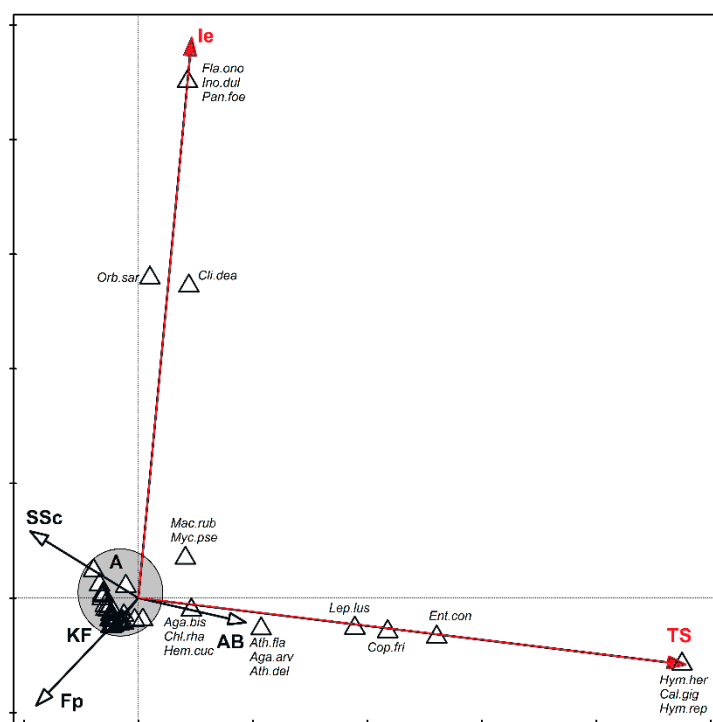 Ie
Fla.ono
Ino.dul
Pan.foe
Orb.sar
Cli.dea
SSc
Mac.rub
Myc.pse
A
KF
Fp
Aga.bis
Chl.rha
Hem.cuc
AB
Ath.fla
Aga.arv
Ath.del
Lep.lus
Cop.fri
Ent.con
TS
Hym.her
Cal.gig
Hym.rep